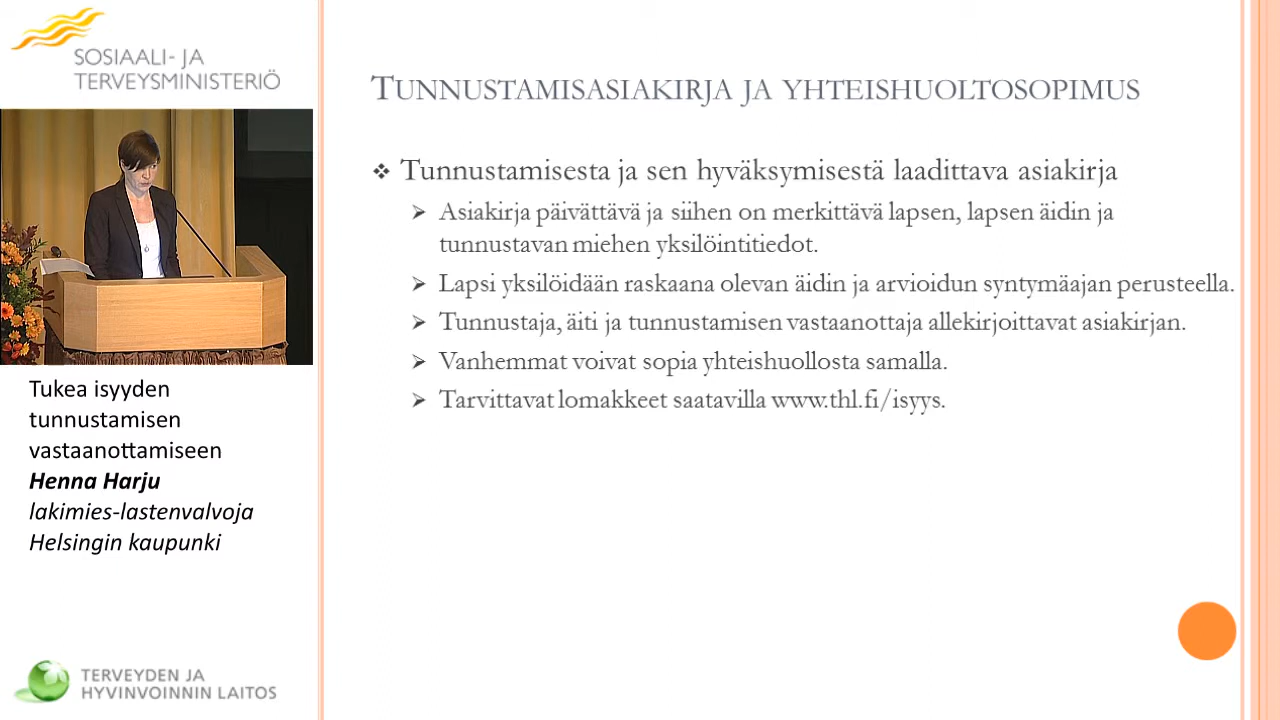 SOSIAALI- JA
TERVEYSMINISTERIÖ
TUNNUSTAMISASIAKIRJA JA YHTEISHUOLTOSOPIMUS
Tunnustamisesta ja sen hyväksymisestä laadittava asiakirja
Asiakirja päivättävä ja siihen on merkittävä lapsen, lapsen äidin ja
tunnustavan miehen yksilöintitiedot.
Lapsi yksilöidään raskaana olevan äidin ja arvioidun syntymäajan perusteella.
Tunnustaja, äiti ja tunnustamisen vastaanottaja allekirjoittavat asiakirjan.
Vanhemmat voivat sopia yhteishuollosta samalla.
Tarvittavat lomakkeet saatavilla www.thl.fi/isyys.
Tukea isyyden
tunnustamisen
vastaanottamiseen
Henna Harju
lakimies-lastenvalvoja
Helsingin kaupunki
TERVEYDEN JA
HYVINVOINNIN LAITOS